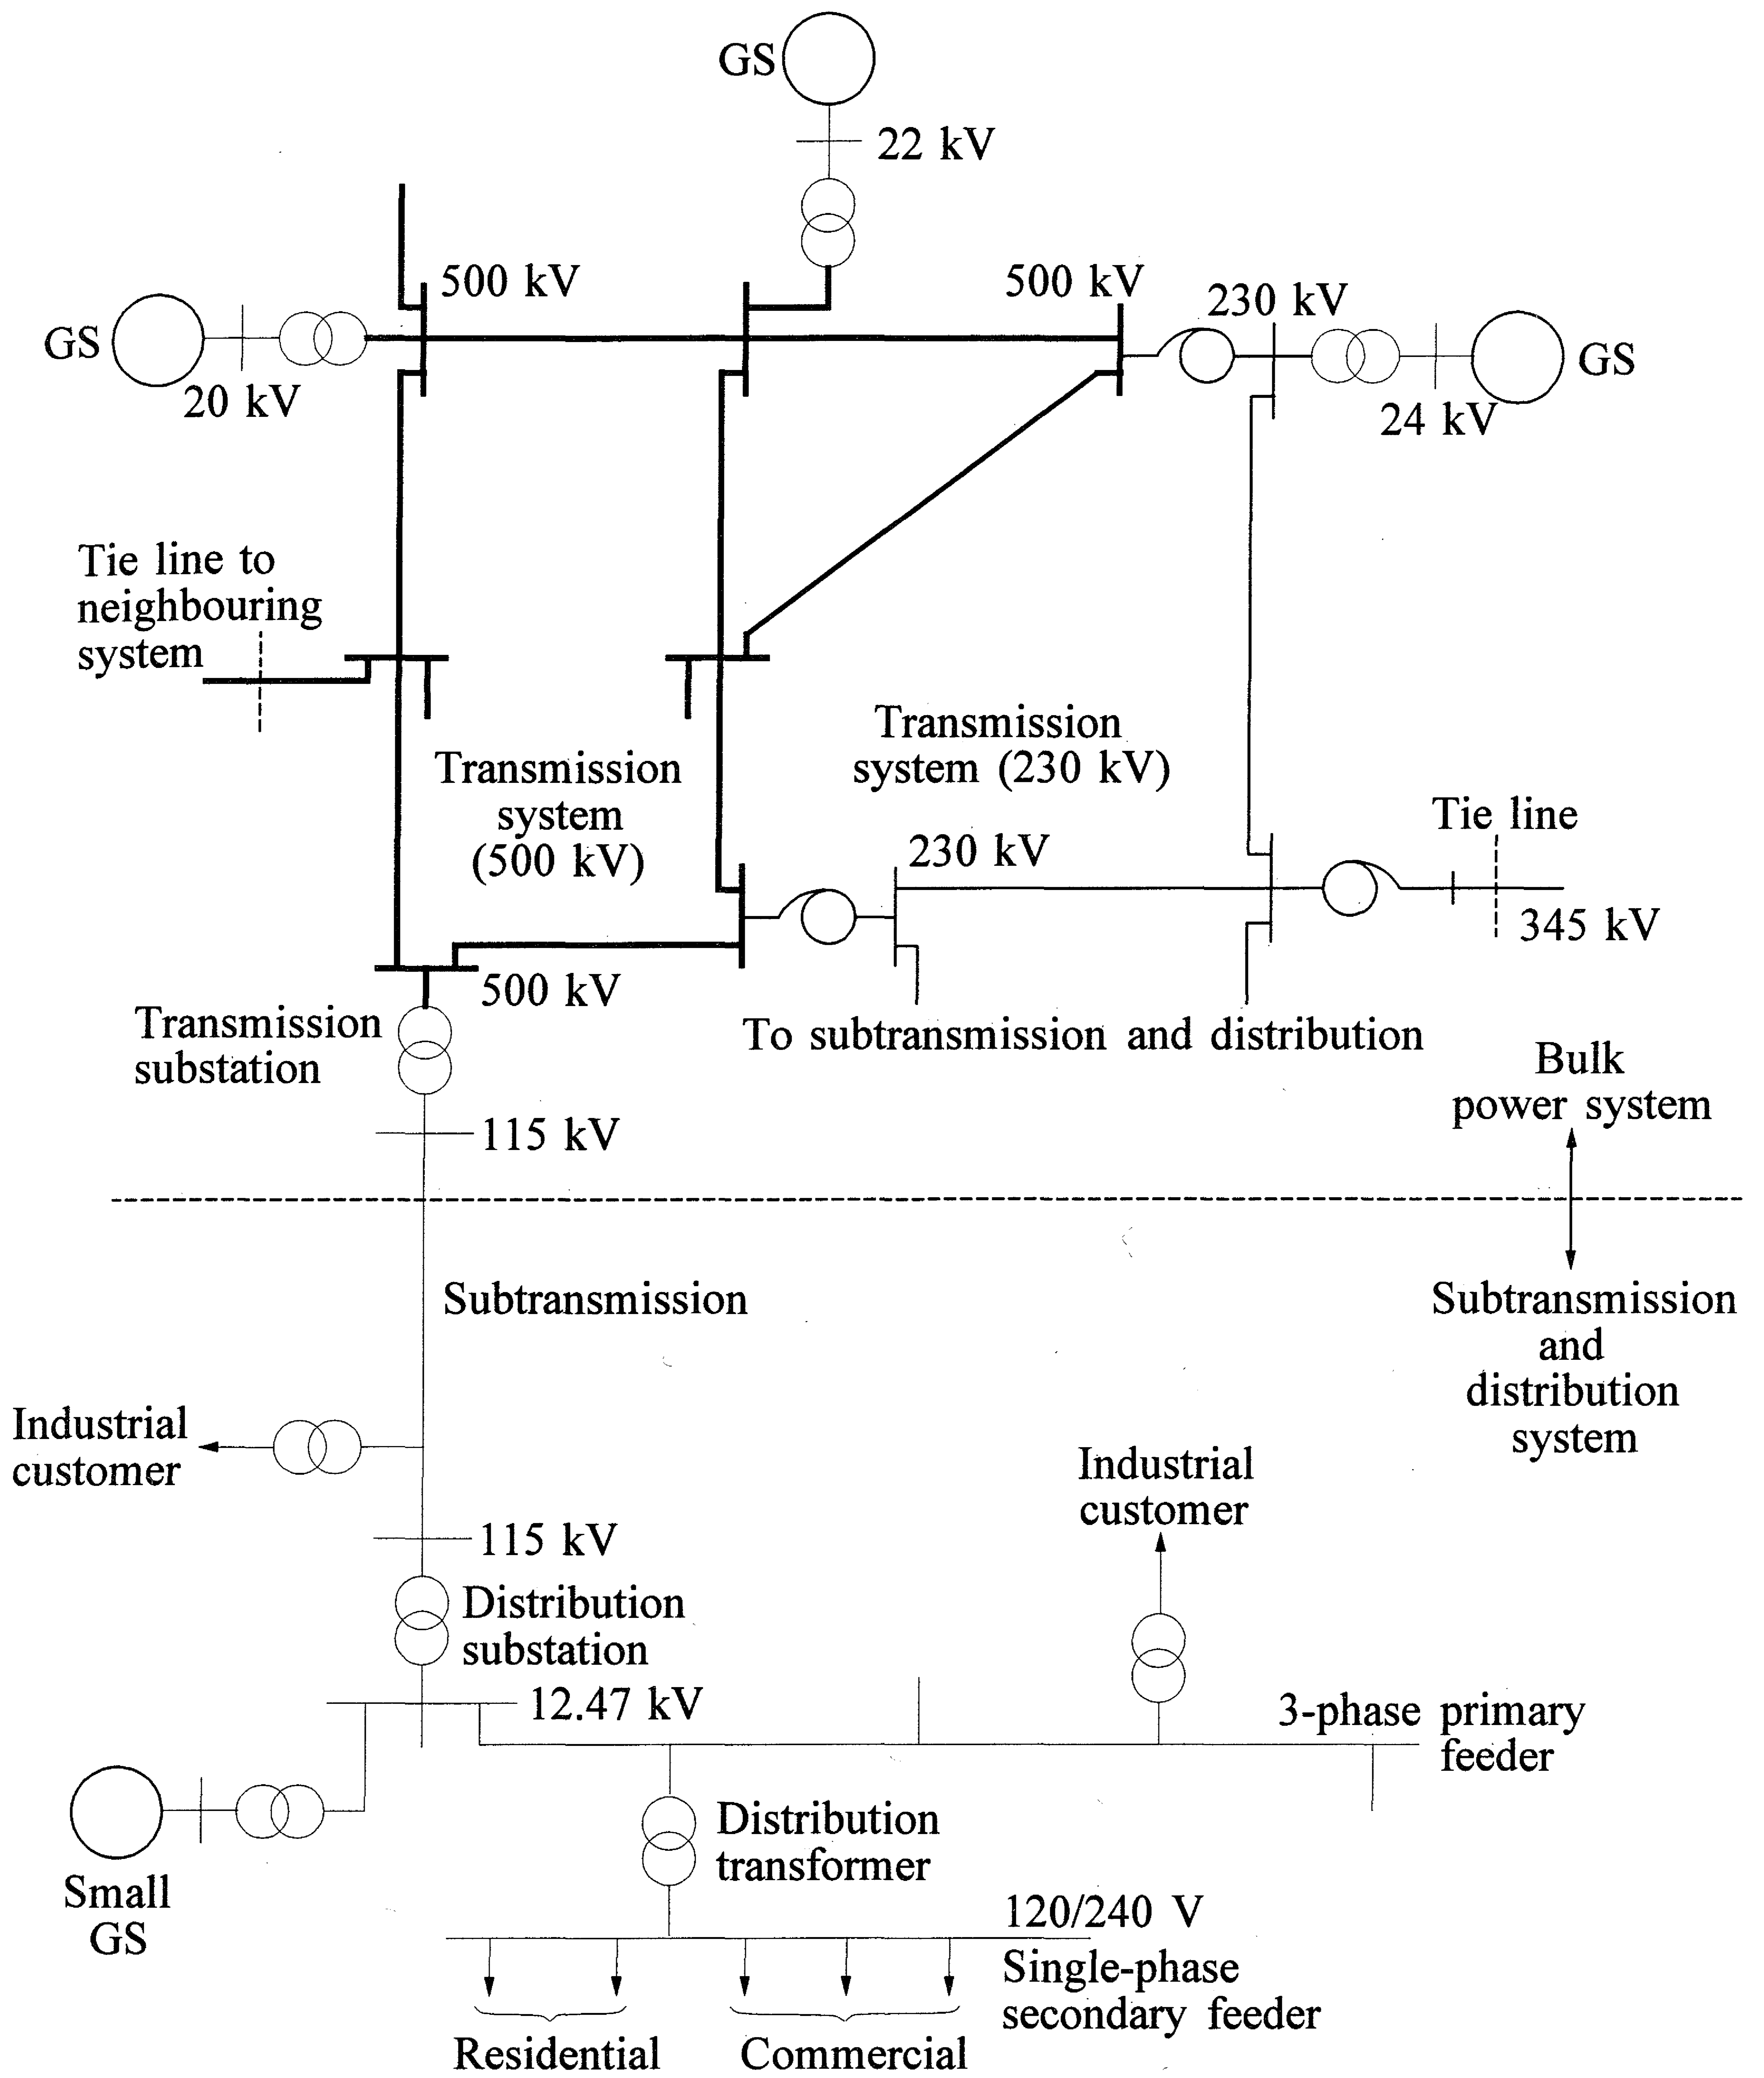 GS
22 kV
500 kV
500 kV
230 kV
GS
20 kV
GS
24 kV
Tie line to
neighbouring
system
Transmission
system
(500 kV)
Transmission
system (230 kV)
Tie line
230 kV
345 kV
500 kV
Transmission
substation
To subtransmission and distribution
Bulk
power system
115 kV
Subtransmission
Subtransmission
and
distribution
system
Industrial
customer
Industrial
customer
115 kV
Distribution
substation
12.47 kV
3-phase primary
feeder
Small
GS
Distribution
transformer
120/240 V
Single-phase
secondary feeder
Residential
Commercial